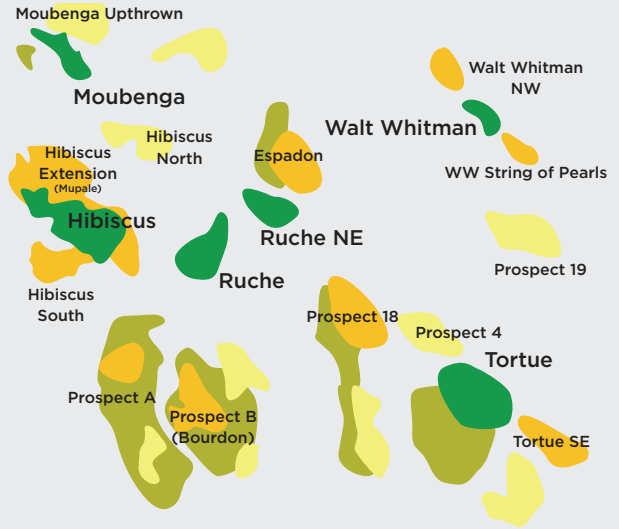 Moubenga Upthrown
Moubenga
Walt Whitman
NW
Walt Whitman
WW String of Pearls
Hibiscus
North
Hibiscus
Extension
(Mupale)
Espadon
Hibiscus
Ruche NE
Ruche
Prospect 19
Hibiscus
South
Prospect 18
Prospect 4
Tortue
Prospect A
Prospect B
(Bourdon)
Tortue SE